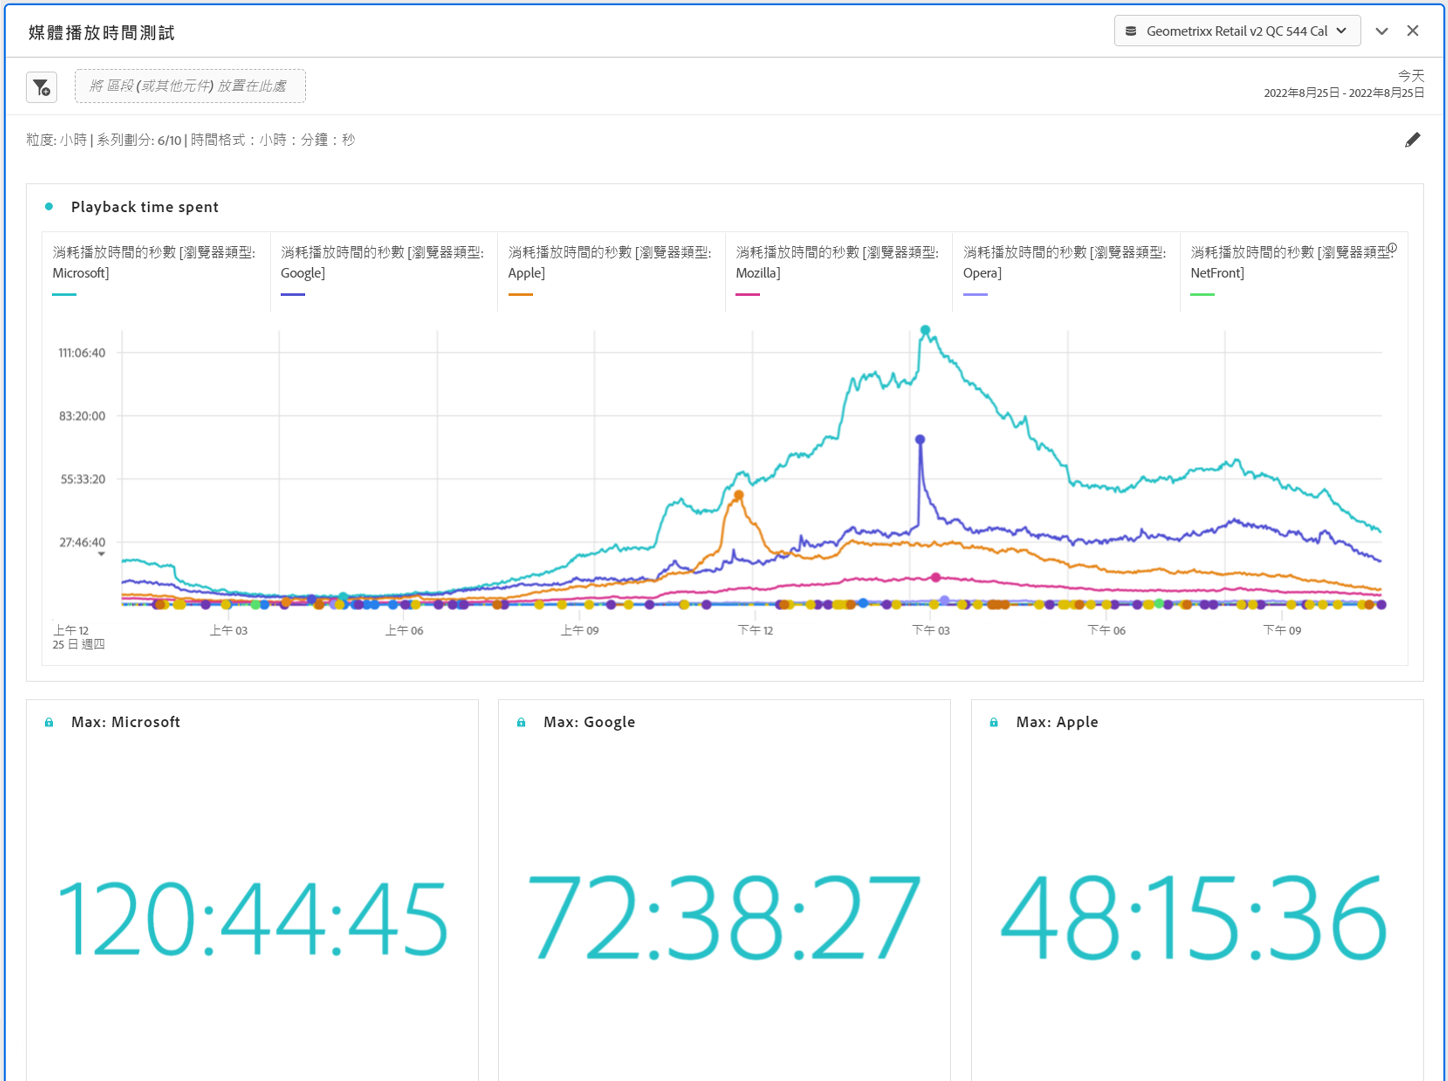 媒體播放時間測試
Geometrixx Retail v2 QC 544 Cal
將 區段 (或其他元件) 放置在此處
今天
2022年8月25日 - 2022年8月25日
粒度: 小時 | 系列劃分: 6/10 | 時間格式：小時：分鐘：秒
Playback time spent
消耗播放時間的秒數 [瀏覽器類型: Microsoft]
消耗播放時間的秒數 [瀏覽器類型: Google]
消耗播放時間的秒數 [瀏覽器類型: Apple]
消耗播放時間的秒數 [瀏覽器類型: Mozilla]
消耗播放時間的秒數 [瀏覽器類型: Opera]
消耗播放時間的秒數 [瀏覽器類型: NetFront]
111:06:40
83:20:00
55:33:20
27:46:40
上午 12 上午 03 上午 06 上午 09 下午 12 下午 03 下午 06 下午 09
25 日 週四
Max: Microsoft
120:44:45
Max: Google
72:38:27
Max: Apple
48:15:36